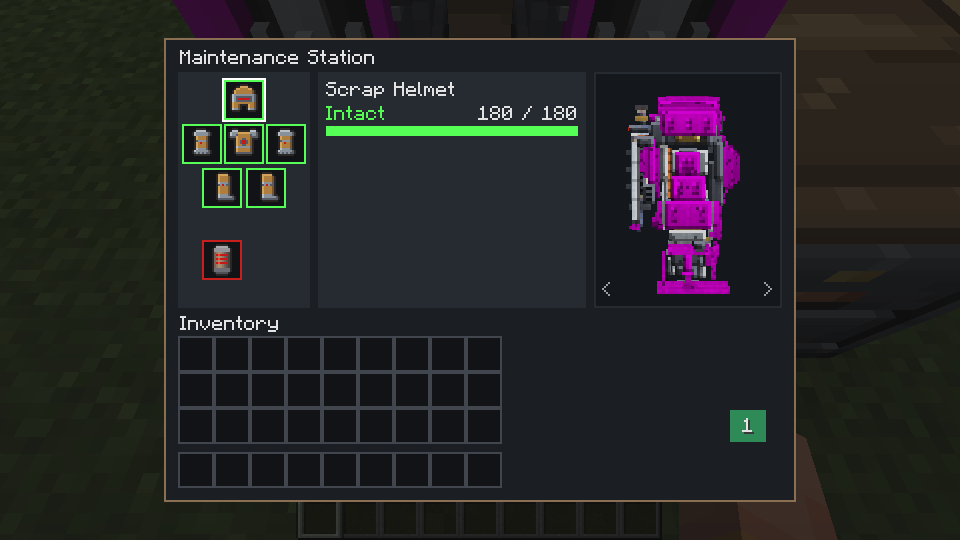 Maintenance Station
Scrap Helmet
Intact 180 / 180
< >
Inventory
1